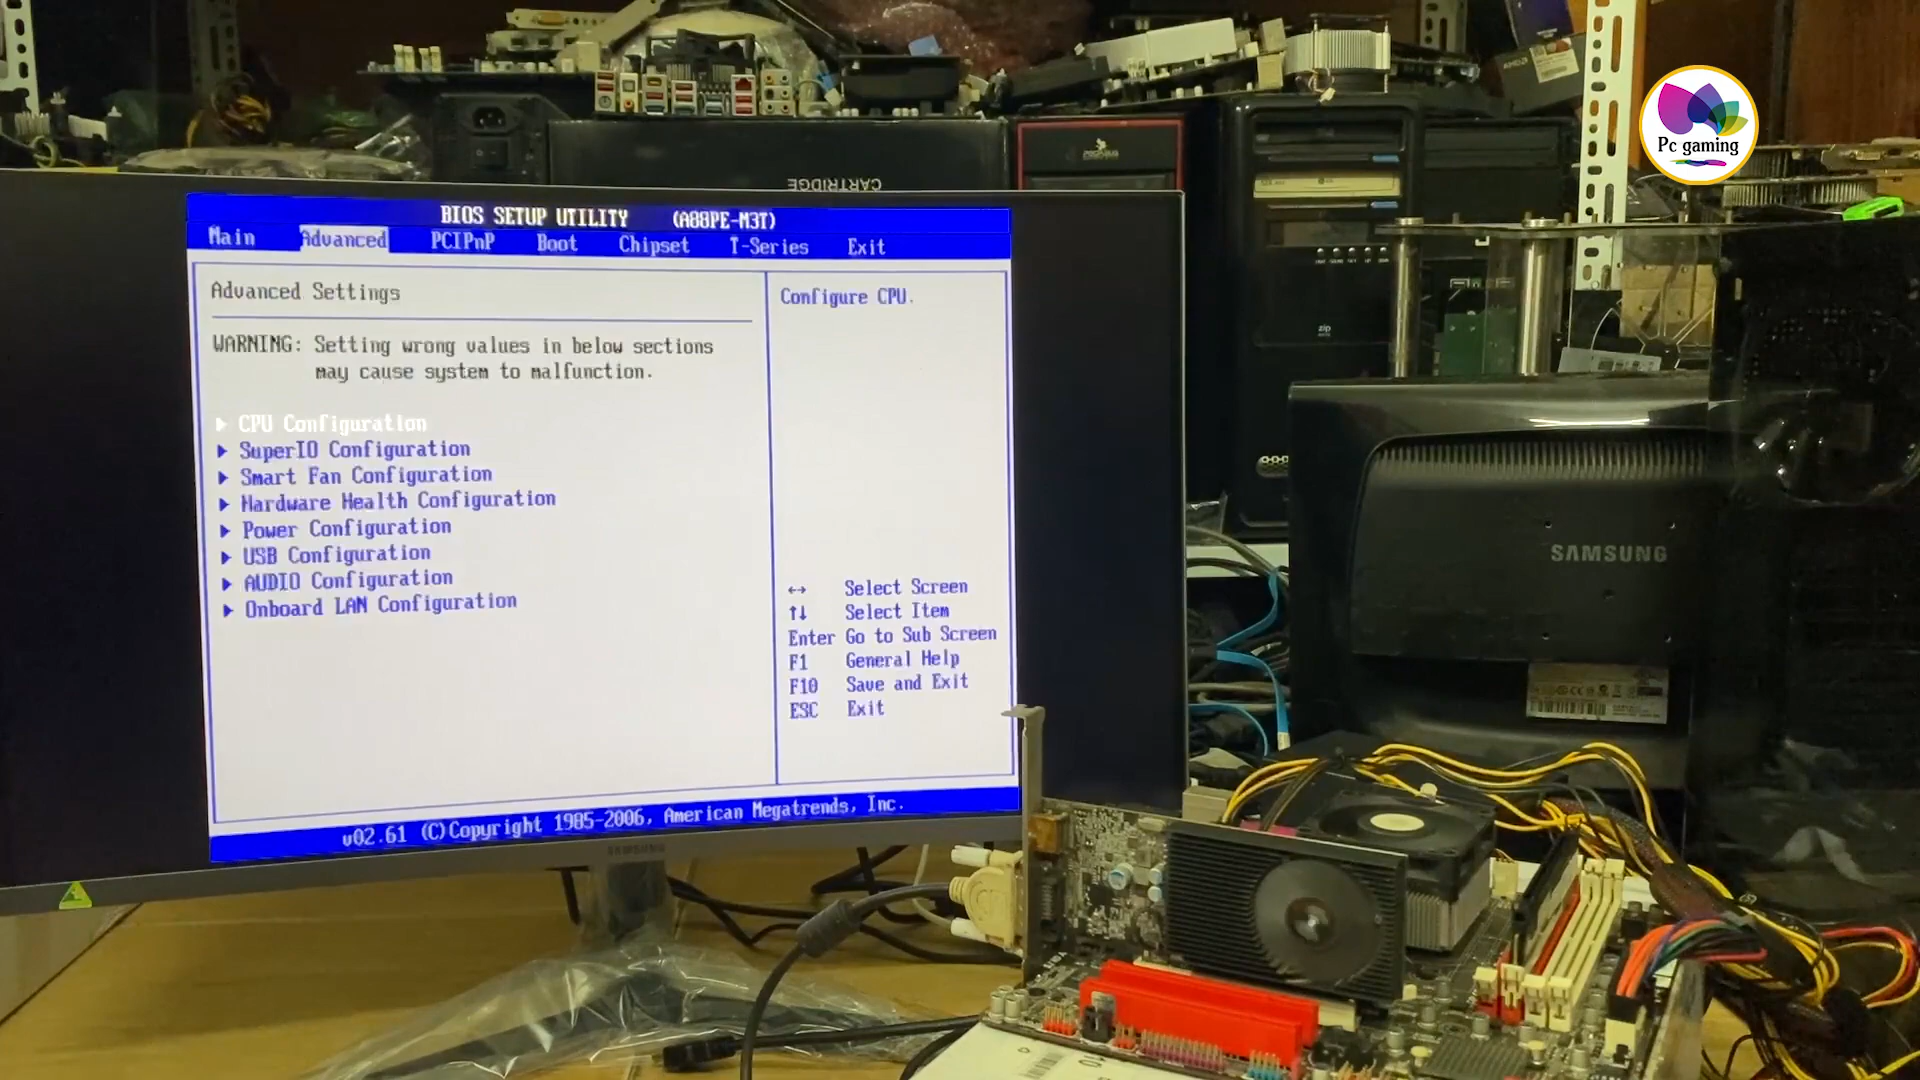 Pc gaming
CARTRIDGE
BIOS SETUP UTILITY (A88PE-M3T)
Main Advanced PCIPnP Boot Chipset T-Series Exit
Advanced Settings
WARNING: Setting wrong values in below sections
may cause system to malfunction.
CPU Configuration
SuperIO Configuration
Smart Fan Configuration
Hardware Health Configuration
Power Configuration
USB Configuration
AUDIO Configuration
Onboard LAN Configuration
Configure CPU.
↔ Select Screen
↑↓ Select Item
Enter Go to Sub Screen
F1 General Help
F10 Save and Exit
ESC Exit
v02.61 (C)Copyright 1985-2006, American Megatrends, Inc.
SAMSUNG
zip
SAMSUNG